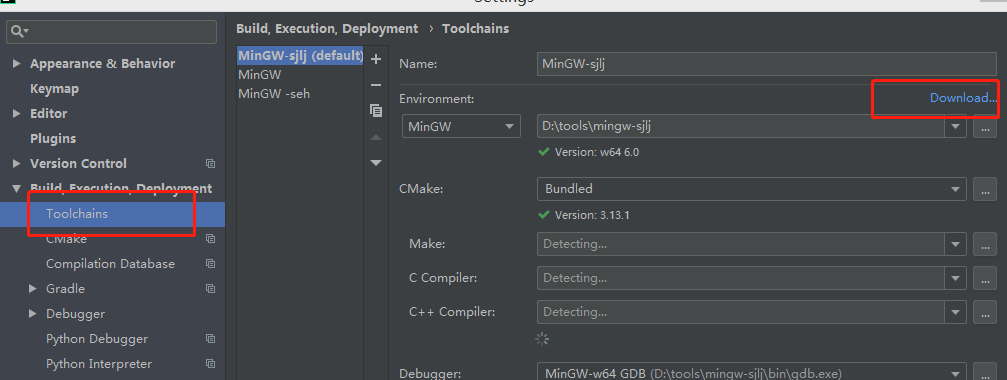 Settings
Build, Execution, Deployment › Toolchains
Appearance & Behavior
Keymap
Editor
Plugins
Version Control
Build, Execution, Deployment
Toolchains
CMake
Compilation Database
Gradle
Debugger
Python Debugger
Python Interpreter
MinGW-sjlj (default)
MinGW
MinGW -seh
Name: MinGW-sjlj
Environment: Download...
MinGW D:\tools\mingw-sjlj ...
Version: w64 6.0
CMake: Bundled ...
Version: 3.13.1
Make: Detecting... ...
C Compiler: Detecting... ...
C++ Compiler: Detecting... ...
Debugger: MinGW-w64 GDB (D:\tools\mingw-sjlj\bin\gdb.exe) ...